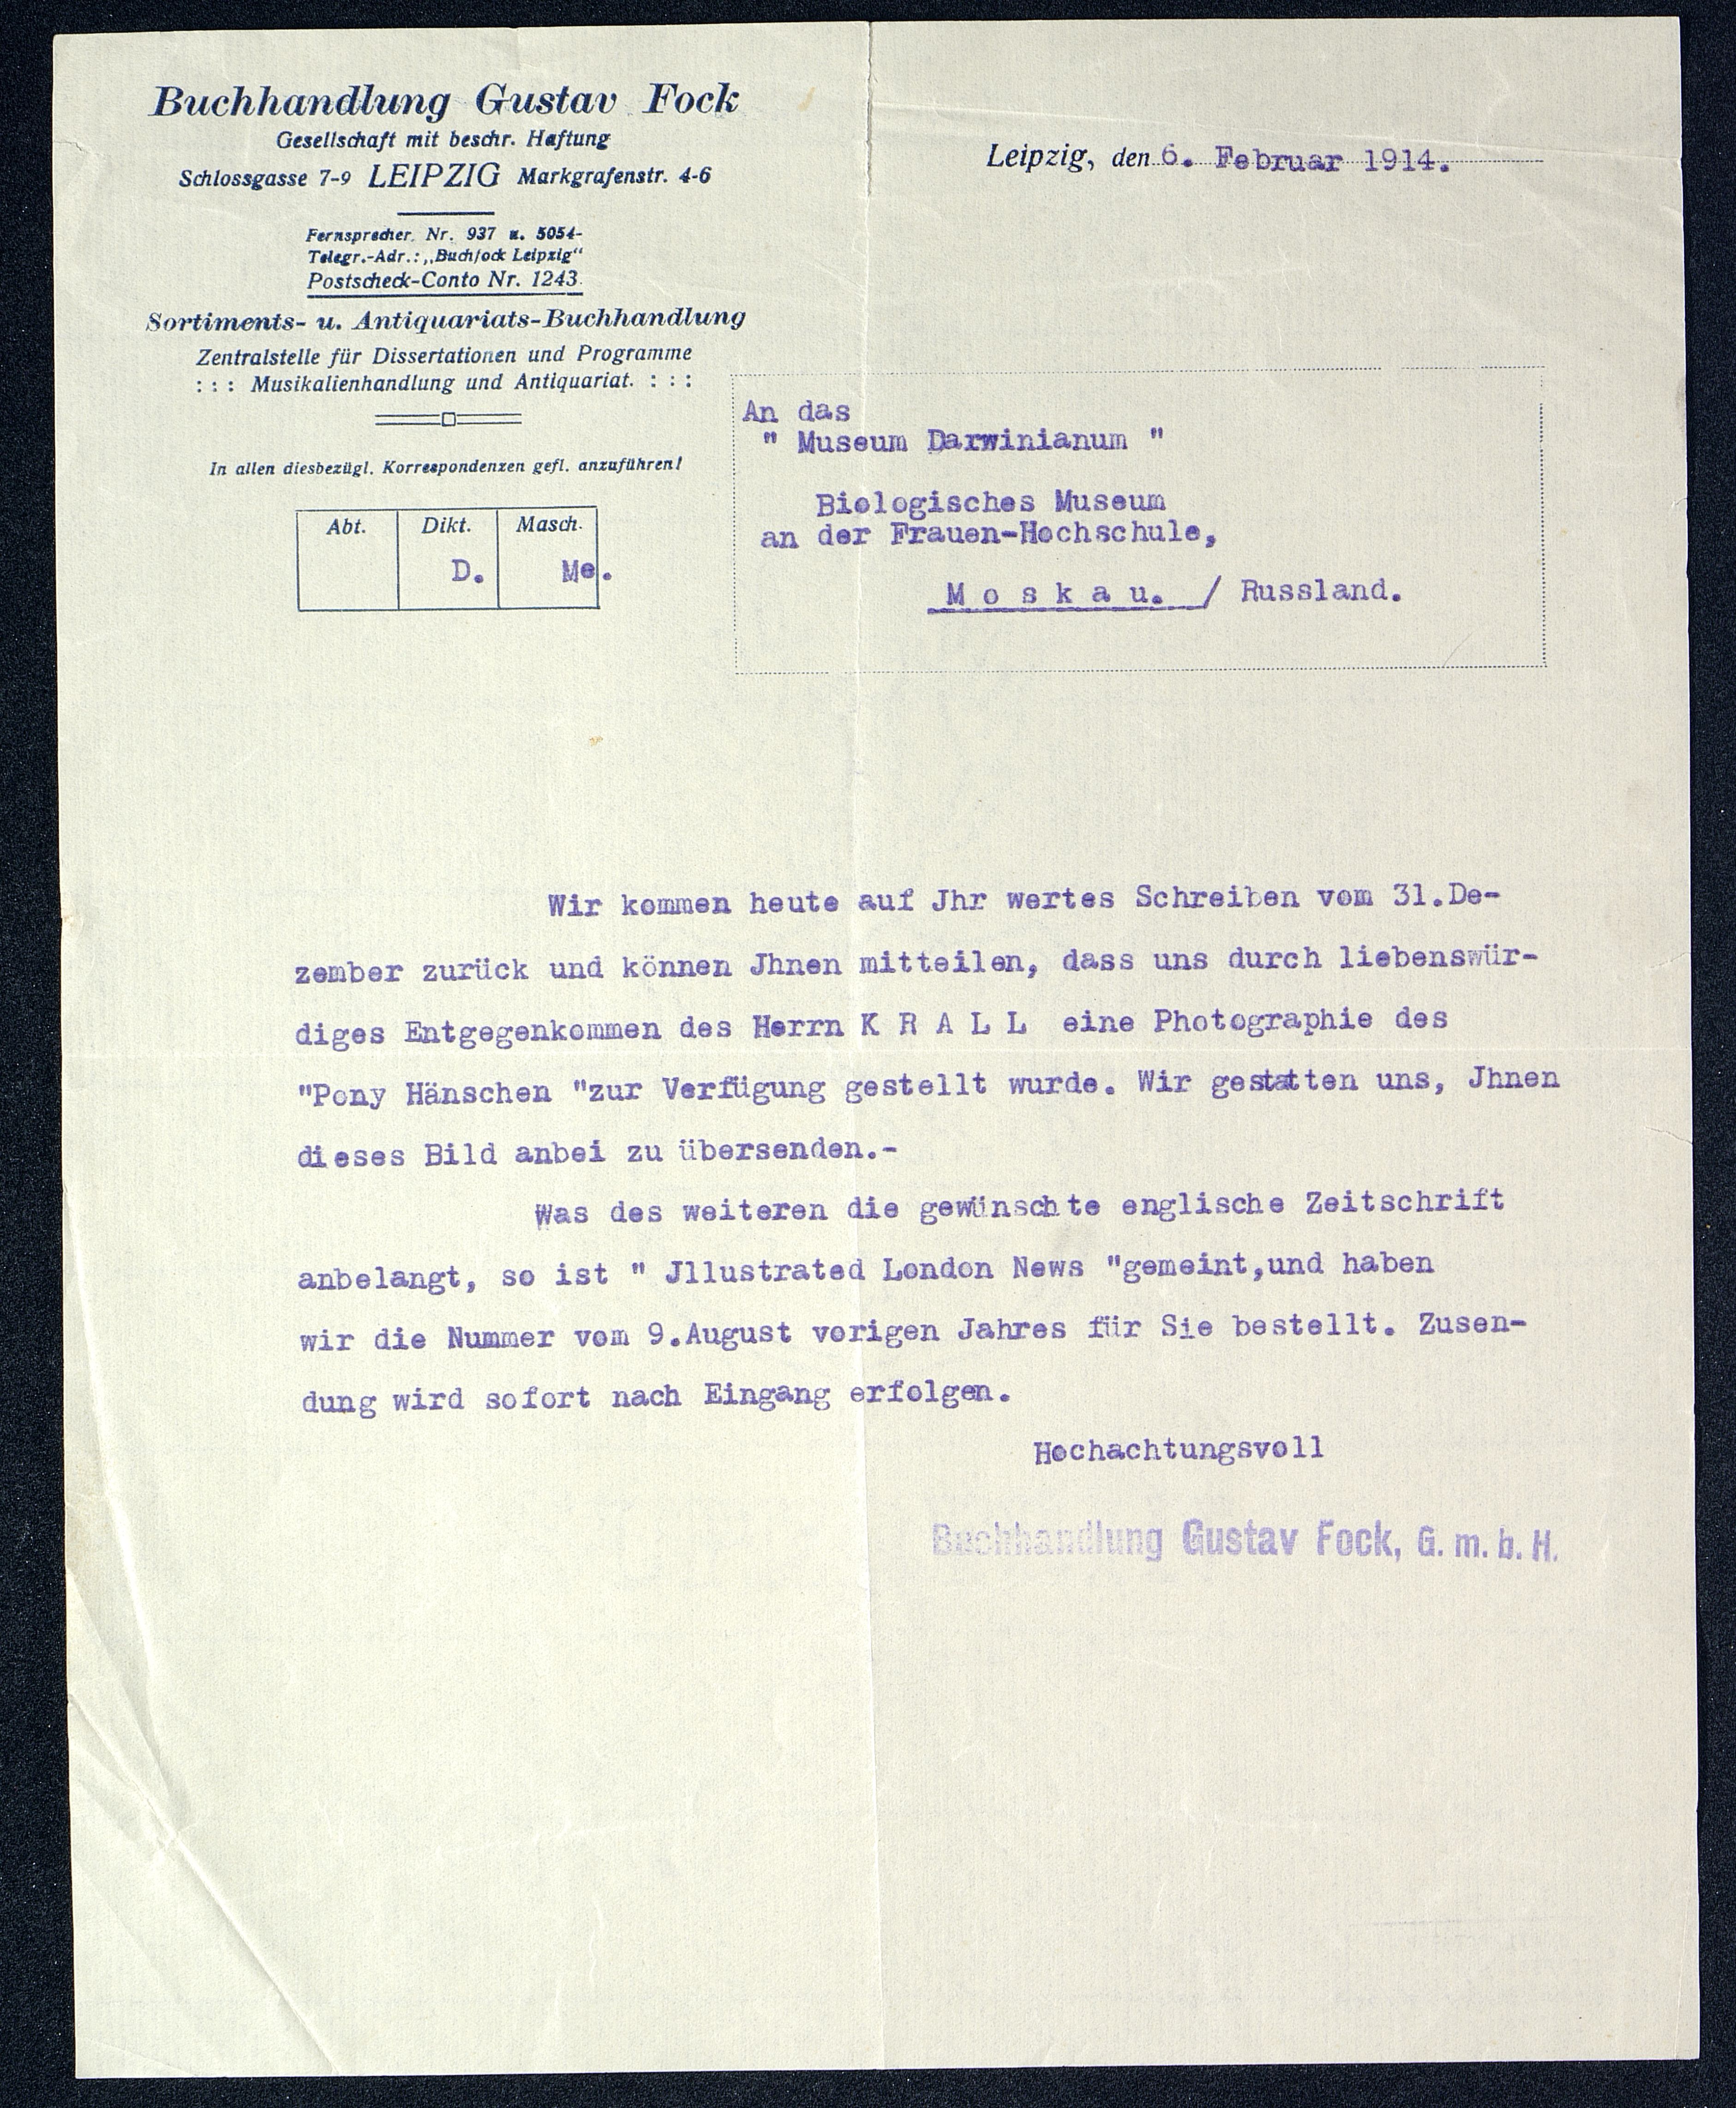 Buchhandlung Gustav Fock
Gesellschaft mit beschr. Haftung
Schlossgasse 7-9 LEIPZIG Markgrafenstr. 4-6
Fernsprecher. Nr. 937 u. 5054-
Telegr.-Adr.: „Buchfock Leipzig“
Postscheck-Conto Nr. 1243.
Sortiments- u. Antiquariats-Buchhandlung
Zentralstelle für Dissertationen und Programme
: : : Musikalienhandlung und Antiquariat. : : :
In allen diesbezügl. Korrespondenzen gefl. anzuführen!
Abt. Dikt. Masch.
D. Me.
Leipzig, den 6. Februar 1914.
An das
" Museum Darwinianum "
Biologisches Museum
an der Frauen-Hochschule,
M o s k a u. / Russland.
Wir kommen heute auf Jhr wertes Schreiben vom 31.De-
zember zurück und können Jhnen mitteilen, dass uns durch liebenswür-
diges Entgegenkommen des Herrn K R A L L eine Photographie des
"Pony Hänschen "zur Verfügung gestellt wurde. Wir gestatten uns, Jhnen
dieses Bild anbei zu übersenden.-
Was des weiteren die gewünschte englische Zeitschrift
anbelangt, so ist " Jllustrated London News "gemeint,und haben
wir die Nummer vom 9.August vorigen Jahres für Sie bestellt. Zusen-
dung wird sofort nach Eingang erfolgen.
Hochachtungsvoll
Buchhandlung Gustav Fock, G. m. b. H.